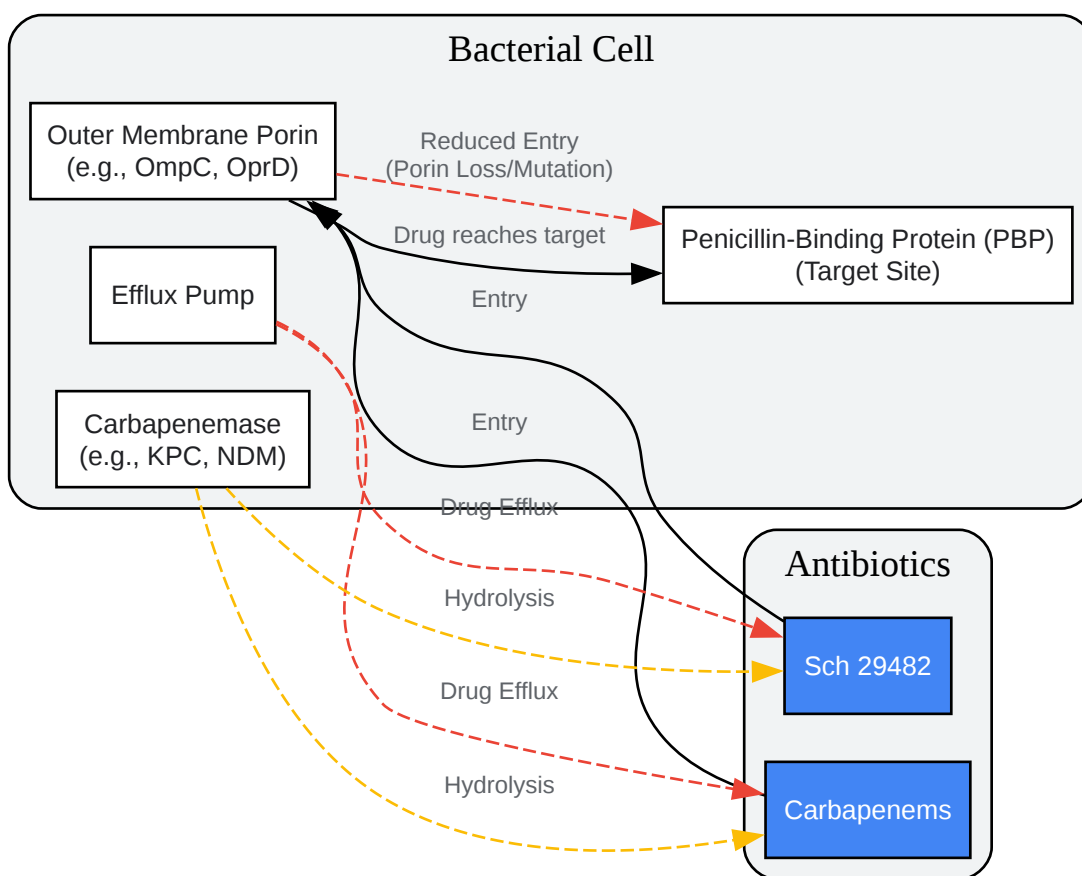 Bacterial Cell
Outer Membrane Porin
(e.g., OmpC, OprD)
Reduced Entry
(Porin Loss/Mutation)
Drug reaches target
Penicillin-Binding Protein (PBP)
(Target Site)
Efflux Pump
Entry
Carbapenemase
(e.g., KPC, NDM)
Entry
Drug Efflux
Antibiotics
Hydrolysis
Sch 29482
Drug Efflux
Hydrolysis
Carbapenems